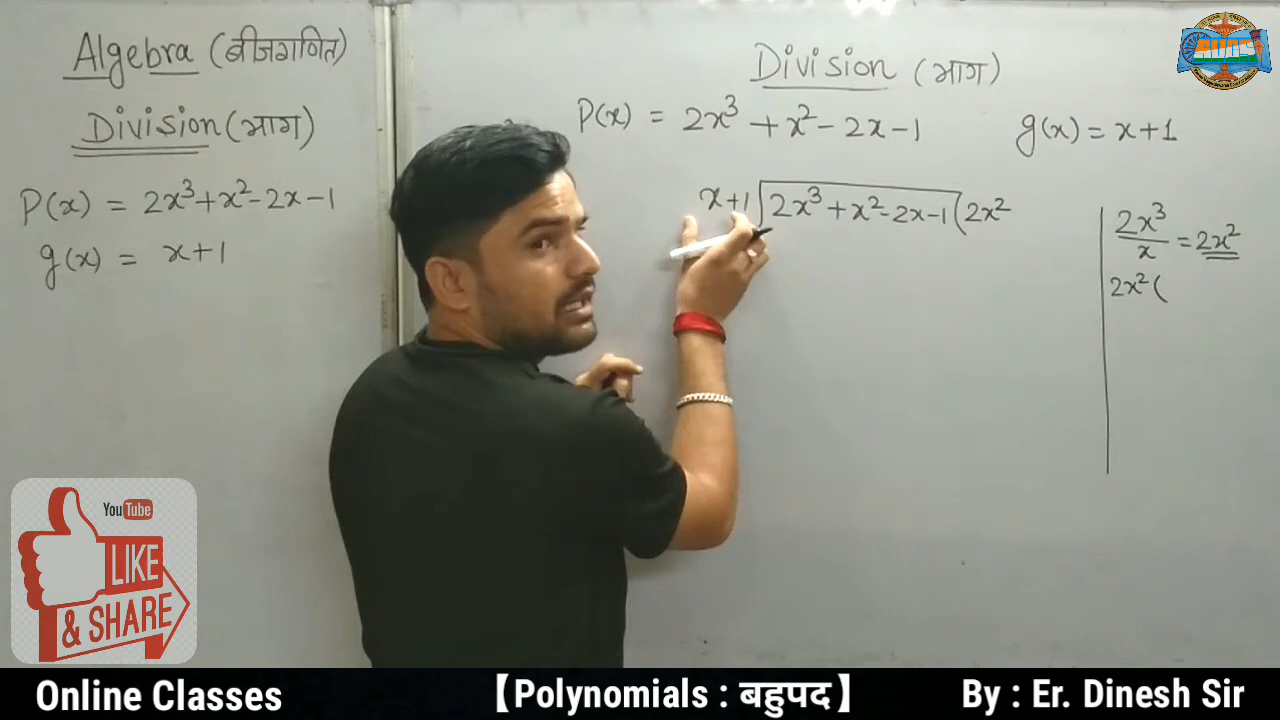 Algebra (बीजगणित)
Division (भाग)
P(x) = 2x³+x²-2x-1
g(x) = x+1
Division (भाग)
P(x) = 2x³ + x² - 2x - 1
g(x) = x+1
x+1 2x³+x²-2x-1 (2x²
2x³
x
= 2x²
2x² (
AUAS
YouTube
LIKE
& SHARE
Online Classes
【Polynomials : बहुपद】
By : Er. Dinesh Sir